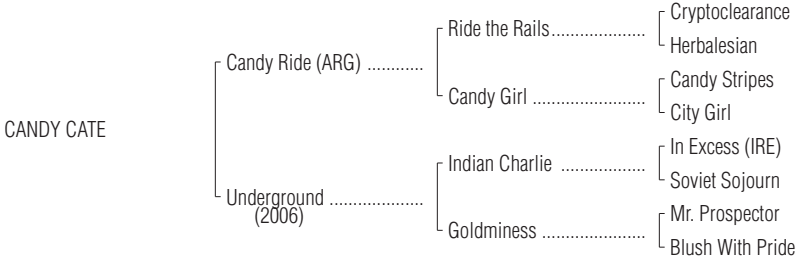 Cryptoclearance
Ride the Rails.....................
Herbalesian
Candy Ride (ARG) ............
Candy Stripes
Candy Girl .........................
City Girl
CANDY CATE
In Excess (IRE)
Indian Charlie ...................
Soviet Sojourn
Underground ....................
(2006)
Mr. Prospector
Goldminess .......................
Blush With Pride